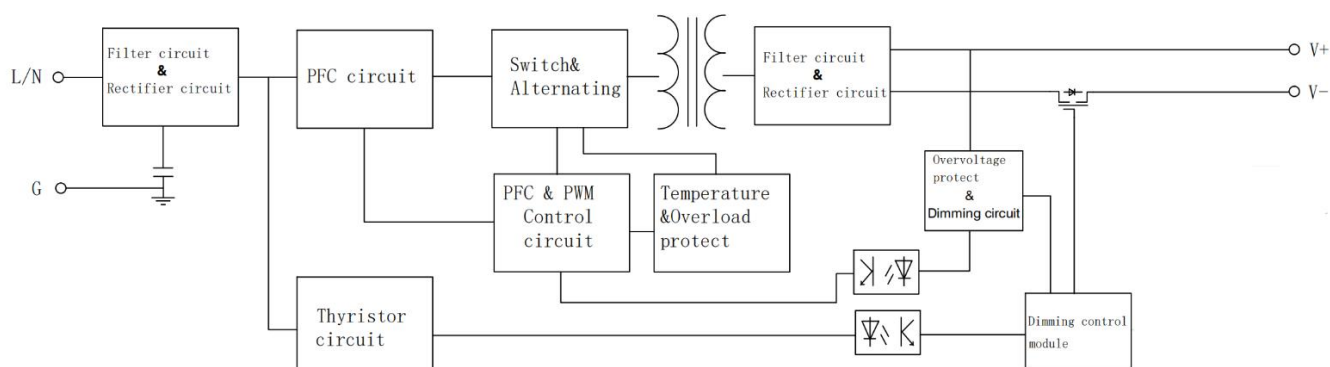 L/N
G
Filter circuit
&
Rectifier circuit
PFC circuit
Switch&
Alternating
Filter circuit
&
Rectifier circuit
V+
V-
PFC & PWM
Control
circuit
Temperature
&Overload
protect
Overvoltage
protect
&
Dimming circuit
Thyristor
circuit
Dimming control
module